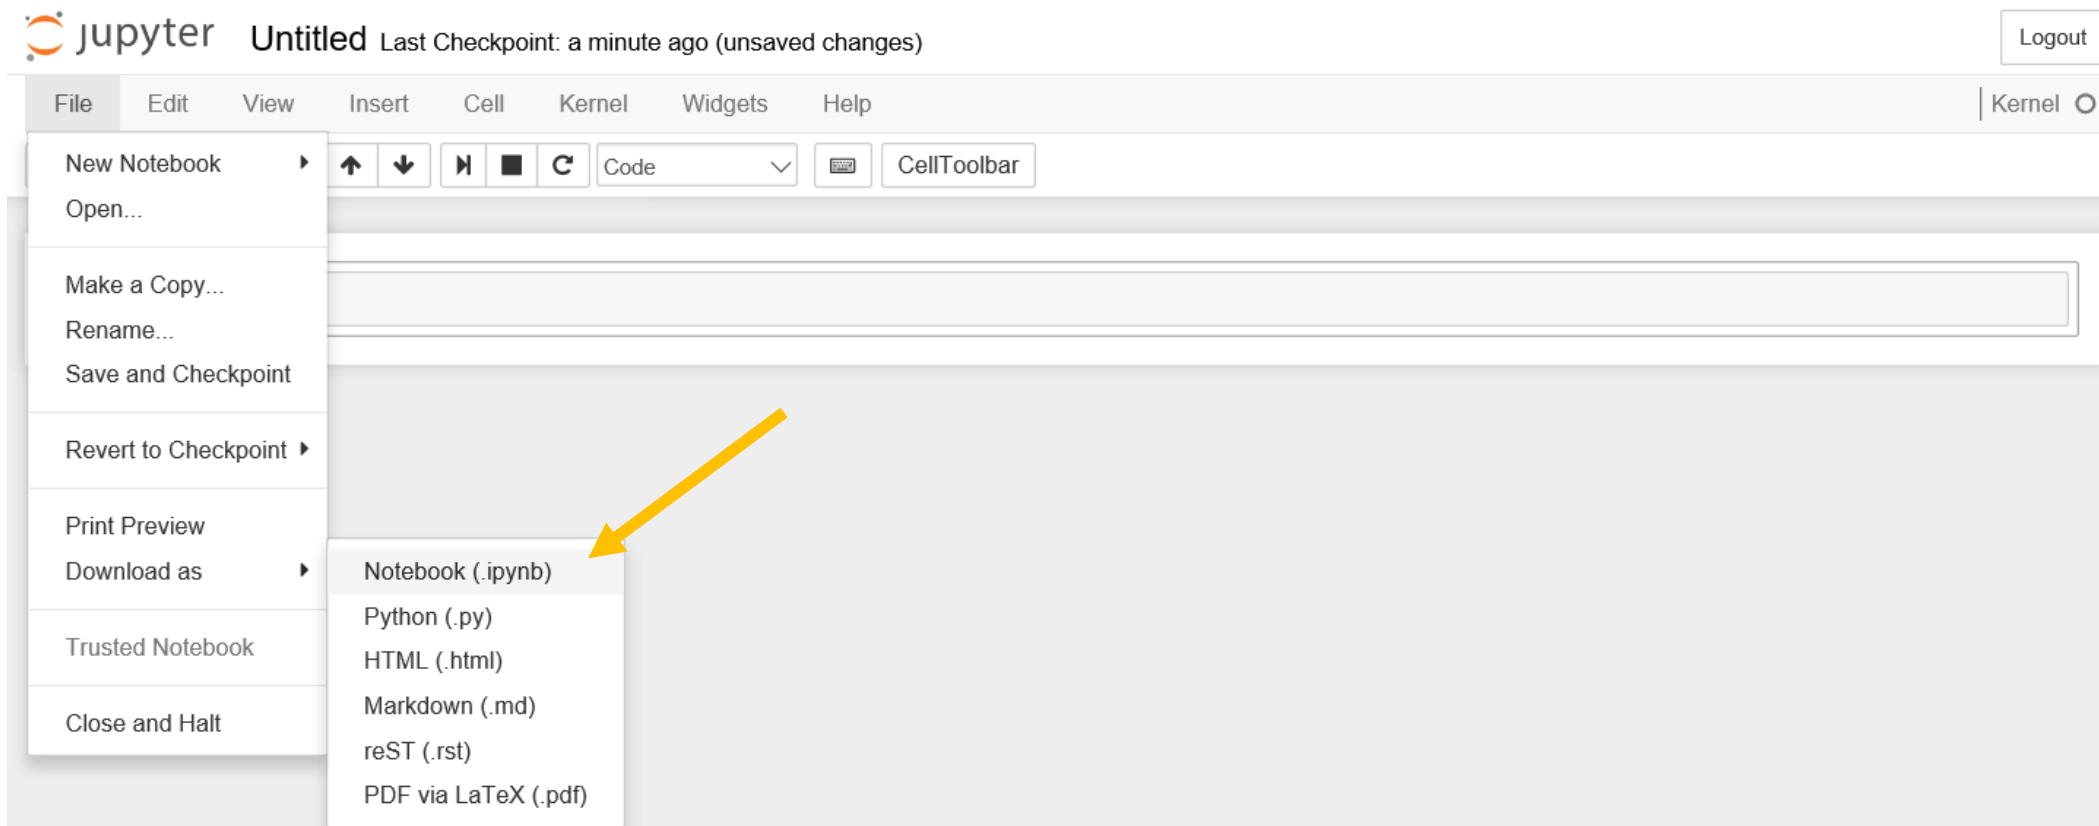 jupyter Untitled Last Checkpoint: a minute ago (unsaved changes)
Logout
File Edit View Insert Cell Kernel Widgets Help
Kernel
New Notebook
Code
CellToolbar
Open...
Make a Copy...
Rename...
Save and Checkpoint
Revert to Checkpoint
Print Preview
Download as
Trusted Notebook
Close and Halt
Notebook (.ipynb)
Python (.py)
HTML (.html)
Markdown (.md)
reST (.rst)
PDF via LaTeX (.pdf)